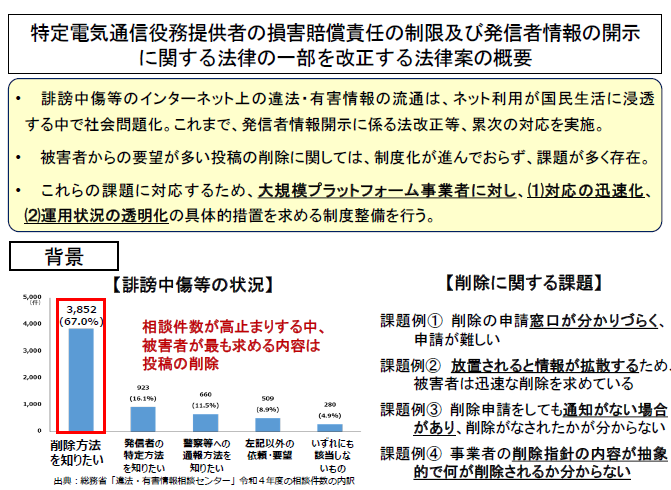 特定電気通信役務提供者の損害賠償責任の制限及び発信者情報の開示
に関する法律の一部を改正する法律案の概要
• 誹謗中傷等のインターネット上の違法・有害情報の流通は、ネット利用が国民生活に浸透
する中で社会問題化。これまで、発信者情報開示に係る法改正等、累次の対応を実施。
• 被害者からの要望が多い投稿の削除に関しては、制度化が進んでおらず、課題が多く存在。
• これらの課題に対応するため、大規模プラットフォーム事業者に対し、⑴対応の迅速化、
⑵運用状況の透明化の具体的措置を求める制度整備を行う。
背景
【誹謗中傷等の状況】
5,000
(件)
4,000
3,000
2,000
1,000
0
3,852
(67.0%)
相談件数が高止まりする中、
被害者が最も求める内容は
投稿の削除
923
(16.1%)
660
(11.5%)
509
(8.9%)
280
(4.9%)
削除方法
を知りたい
発信者の
特定方法
を知りたい
警察等への
通報方法を
知りたい
左記以外の
依頼・要望
いずれにも
該当しな
いもの
出典：総務省「違法・有害情報相談センター」令和４年度の相談件数の内訳
【削除に関する課題】
課題例① 削除の申請窓口が分かりづらく、
申請が難しい
課題例② 放置されると情報が拡散するため、
被害者は迅速な削除を求めている
課題例③ 削除申請をしても通知がない場合
があり、削除がなされたかが分からない
課題例④ 事業者の削除指針の内容が抽象
的で何が削除されるか分からない